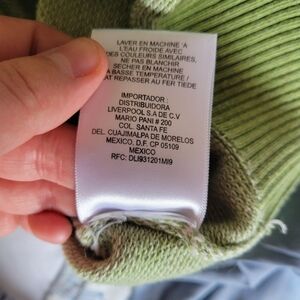 LAVER EN MACHINE 'A
L'EAU FROIDE AVEC
DES COULEURS SIMILAIRES,
NE PAS BLANCHIR
SECHER EN MACHINE
A BASSE TEMPERATURE /
AT REPASSER AU FER TIEDE
IMPORTADOR
DISTRIBUIDORA
LIVERPOOL S.A DE C.V
MARIO PANI # 200
COL. SANTA FE
DEL. CUAJIMALPA DE MORELOS
MEXICO, D.F. CP 05109
MEXICO.
RFC: DLI931201MI9